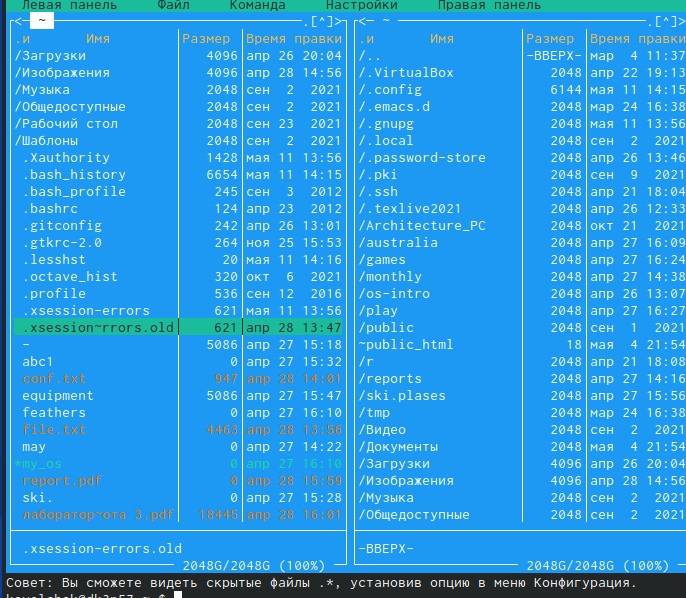 Левая панель Файл Команда Настройки Правая панель
<─ ~ .[^]> <─ ~ .[^]>
.и Имя Размер Время правки .и Имя Размер Время правки
/Загрузки 4096 апр 26 20:04 /.. -ВВЕРХ- мар 4 11:37
/Изображения 4096 апр 28 14:56 /.VirtualBox 2048 апр 22 19:13
/Музыка 2048 сен 2 2021 /.config 6144 мая 11 14:15
/Общедоступные 2048 сен 2 2021 /.emacs.d 2048 мар 24 16:38
/Рабочий стол 2048 сен 23 2021 /.gnupg 2048 мая 11 13:56
/Шаблоны 2048 сен 2 2021 /.local 2048 сен 2 2021
.Xauthority 1428 мая 11 13:56 /.password-store 2048 апр 26 13:46
.bash_history 6654 мая 11 14:15 /.pki 2048 сен 9 2021
.bash_profile 245 сен 3 2012 /.ssh 2048 апр 21 18:04
.bashrc 124 апр 23 2012 /.texlive2021 2048 апр 26 12:33
.gitconfig 242 апр 26 13:01 /Architecture_PC 2048 окт 21 2021
.gtkrc-2.0 264 ноя 25 15:53 /australia 2048 апр 27 16:09
.lesshst 20 мая 11 14:16 /games 2048 апр 27 16:24
.octave_hist 320 окт 6 2021 /monthly 2048 апр 27 14:38
.profile 536 сен 12 2016 /os-intro 2048 апр 26 13:07
.xsession-errors 621 мая 11 13:56 /play 2048 апр 27 16:27
.xsession~rrors.old 621 апр 28 13:47 /public 2048 сен 1 2021
- 5086 апр 27 15:18 ~public_html 18 мая 4 21:54
abc1 0 апр 27 15:32 /r 2048 апр 21 18:08
conf.txt 947 апр 28 14:01 /reports 2048 апр 27 14:16
equipment 5086 апр 27 15:47 /ski.plases 2048 апр 27 15:56
feathers 0 апр 27 16:10 /tmp 2048 мар 24 16:38
file.txt 4463 апр 28 13:56 /Видео 2048 сен 2 2021
may 0 апр 27 14:22 /Документы 2048 мая 4 21:54
*my_os 0 апр 27 16:10 /Загрузки 4096 апр 26 20:04
report.pdf 0 апр 28 15:59 /Изображения 4096 апр 28 14:56
ski. 0 апр 27 15:28 /Музыка 2048 сен 2 2021
лаборатор~ота 3.pdf 18445 апр 28 16:01 /Общедоступные 2048 сен 2 2021
.xsession-errors.old -ВВЕРХ-
2048G/2048G (100%) 2048G/2048G (100%)
Совет: Вы сможете видеть скрытые файлы .*, установив опцию в меню Конфигурация.